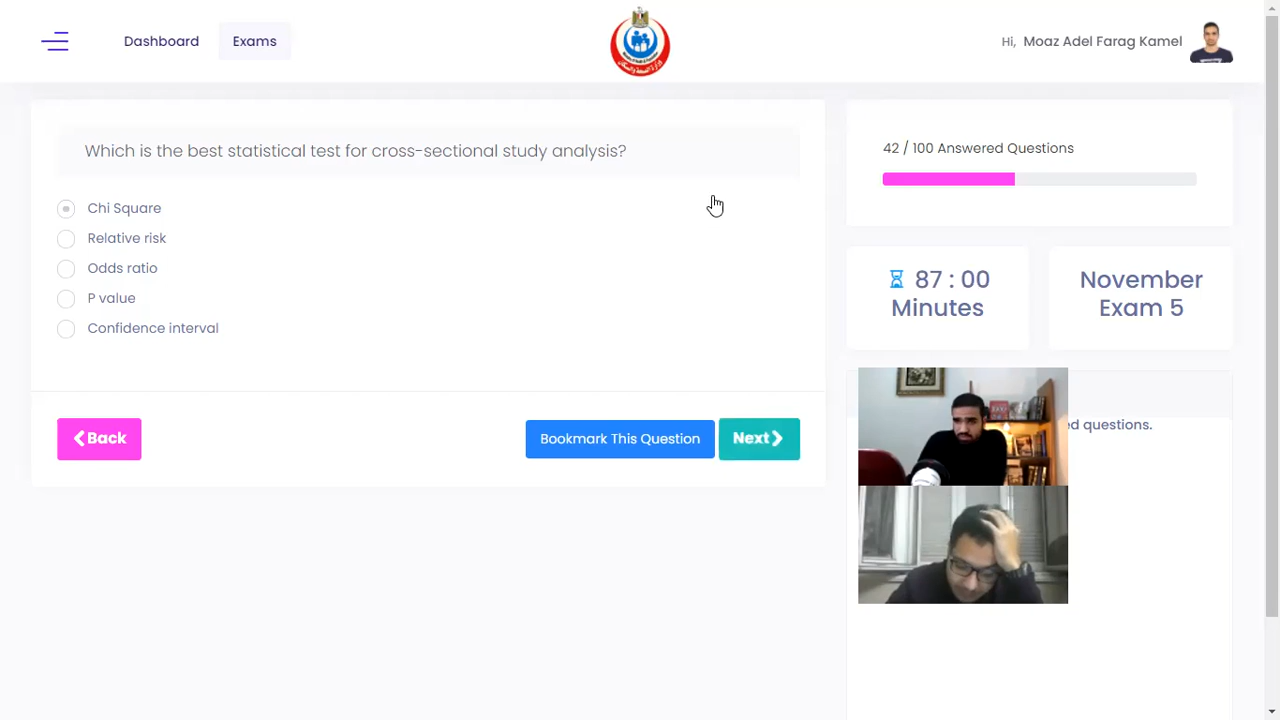 Dashboard
Exams
Hi, Moaz Adel Farag Kamel
Which is the best statistical test for cross-sectional study analysis?
Chi Square
Relative risk
Odds ratio
P value
Confidence interval
Back
Bookmark This Question
Next
42 / 100 Answered Questions
87 : 00
Minutes
November
Exam 5
ed questions.